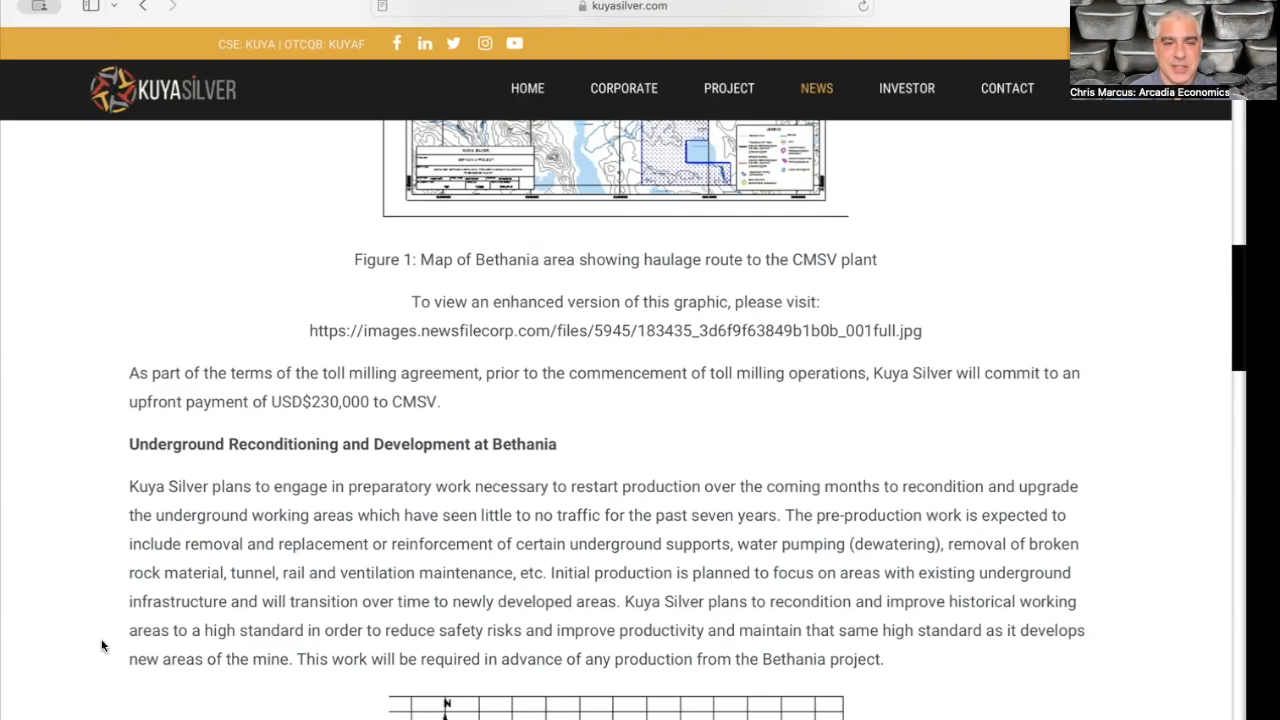 kuyasilver.com
CSE: KUYA | OTCQB: KUYAF
KUYASILVER
HOME
CORPORATE
PROJECT
NEWS
INVESTOR
CONTACT
Chris Marcus: Arcadia Economics
Figure 1: Map of Bethania area showing haulage route to the CMSV plant
To view an enhanced version of this graphic, please visit:
https://images.newsfilecorp.com/files/5945/183435_3d6f9f63849b1b0b_001full.jpg
As part of the terms of the toll milling agreement, prior to the commencement of toll milling operations, Kuya Silver will commit to an
upfront payment of USD$230,000 to CMSV.
Underground Reconditioning and Development at Bethania
Kuya Silver plans to engage in preparatory work necessary to restart production over the coming months to recondition and upgrade
the underground working areas which have seen little to no traffic for the past seven years. The pre-production work is expected to
include removal and replacement or reinforcement of certain underground supports, water pumping (dewatering), removal of broken
rock material, tunnel, rail and ventilation maintenance, etc. Initial production is planned to focus on areas with existing underground
infrastructure and will transition over time to newly developed areas. Kuya Silver plans to recondition and improve historical working
areas to a high standard in order to reduce safety risks and improve productivity and maintain that same high standard as it develops
new areas of the mine. This work will be required in advance of any production from the Bethania project.
N